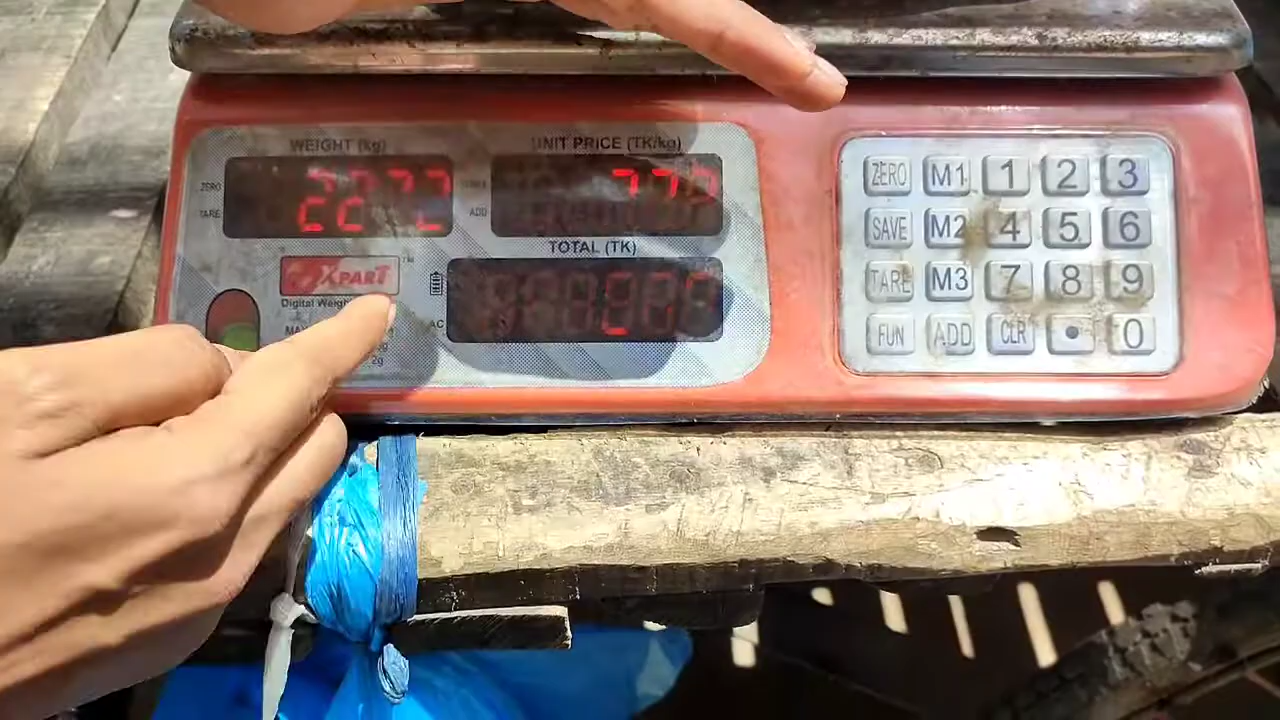 WEIGHT (kg)
UNIT PRICE (TK/kg)
ZERO
TARE
ADD
TOTAL (TK)
XPART
Digital
AC
2g
ZERO M1 1 2 3
SAVE M2 4 5 6
TARE M3 7 8 9
FUN ADD CLR • 0